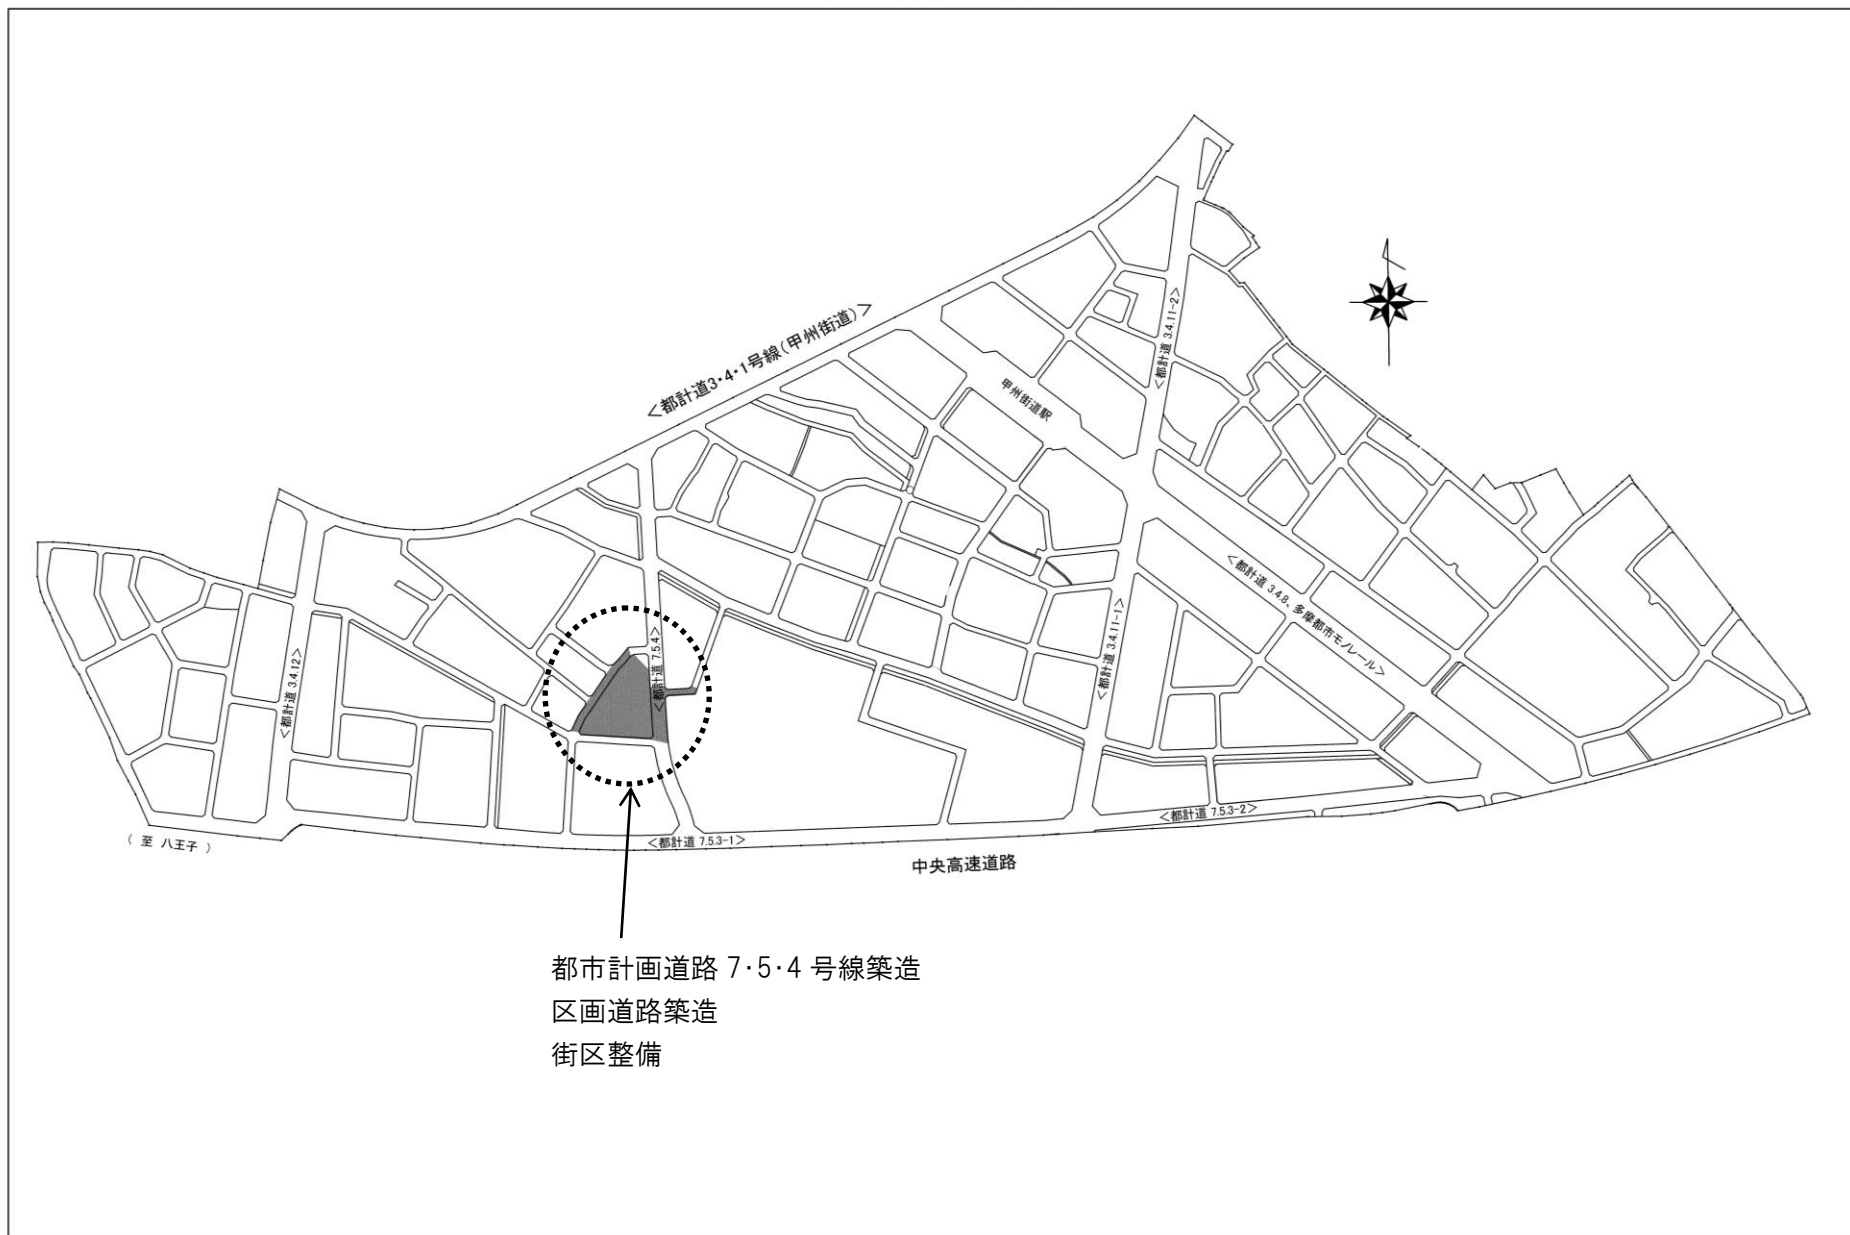 <都計道3・4・1号線(甲州街道)>
<都計道 3.4.11-2>
甲州街道駅
<都計道 3.4.8、多摩都市モノレール>
<都計道 3.4.11-1>
<都計道 7.5.4>
<都計道 3.4.12>
<都計道 7.5.3-2>
<都計道 7.5.3-1>
( 至 八王子 )
中央高速道路
都市計画道路 7・5・4 号線築造
区画道路築造
街区整備